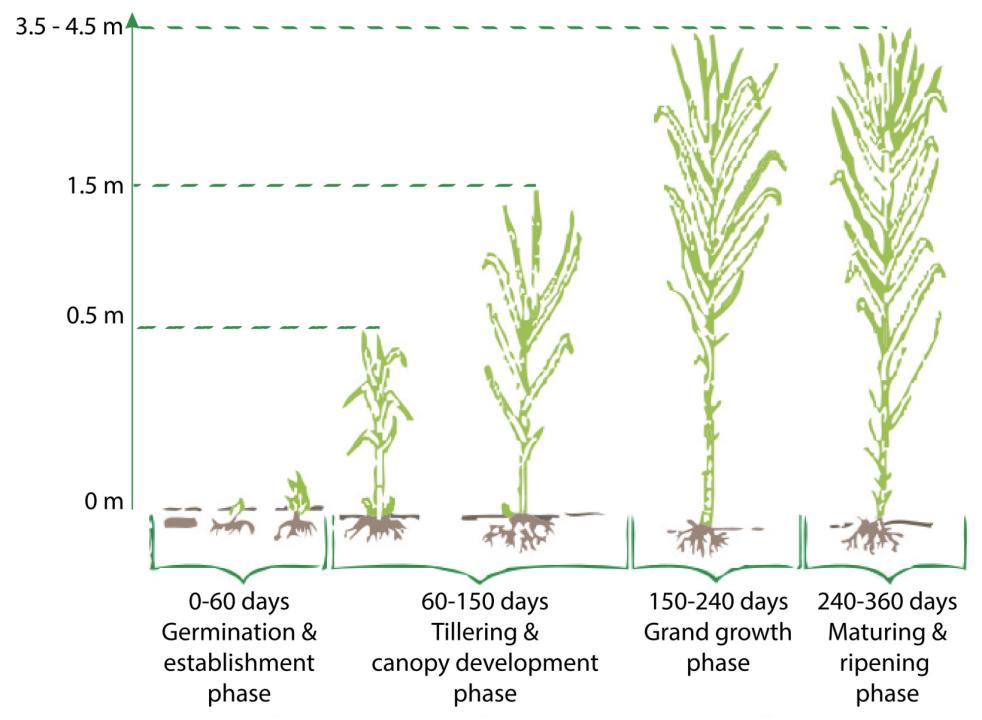 3.5 - 4.5 m
1.5 m
0.5 m
0 m
0-60 days
Germination &
establishment
phase
60-150 days
Tillering &
canopy development
phase
150-240 days
Grand growth
phase
240-360 days
Maturing &
ripening
phase